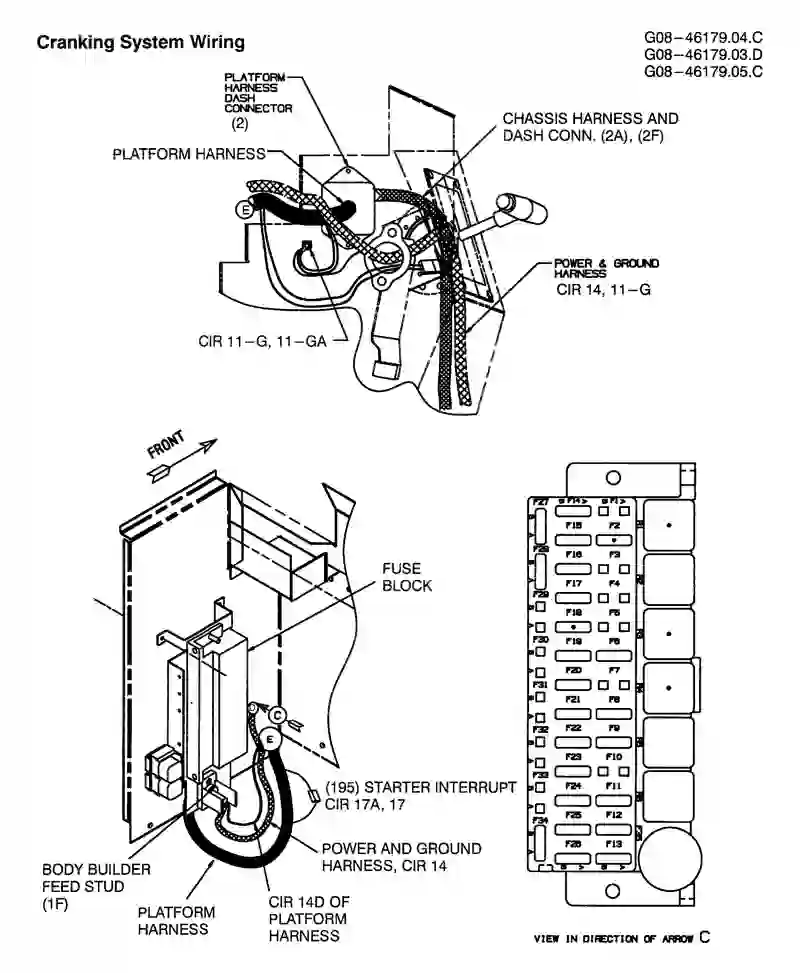 Cranking System Wiring
G08-46179.04.C
G08-46179.03.D
G08-46179.05.C
PLATFORM
HARNESS
DASH
CONNECTOR
(2)
CHASSIS HARNESS AND
DASH CONN. (2A), (2F)
PLATFORM HARNESS
E
POWER & GROUND
HARNESS
CIR 14, 11-G
CIR 11-G, 11-GA
FRONT
FUSE
BLOCK
C
E
(195) STARTER INTERRUPT
CIR 17A, 17
POWER AND GROUND
HARNESS, CIR 14
BODY BUILDER
FEED STUD
(1F)
PLATFORM
HARNESS
CIR 14D OF
PLATFORM
HARNESS
F27 F14 F1
F15 F2
F28 F16 F3
F17 F4
F29 F18 F5
F30 F19 F6
F20 F7
F31 F21 F8
F32 F22 F9
F33 F23 F10
F24 F11
F34 F25 F12
F26 F13
VIEW IN DIRECTION OF ARROW C